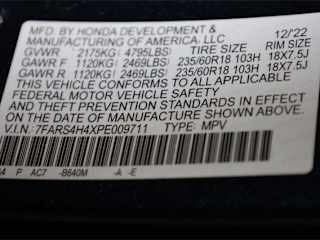 MFD. BY HONDA DEVELOPMENT &
MANUFACTURING OF AMERICA, LLC 12/22
GVWR 2175KG( 4795LBS) TIRE SIZE RIM SIZE
GAWR F 1120KG( 2469LBS) 235/60R18 103H 18X7.5J
GAWR R 1120KG( 2469LBS) 235/60R18 103H 18X7.5J
THIS VEHICLE CONFORMS TO ALL APPLICABLE
FEDERAL MOTOR VEHICLE SAFETY
AND THEFT PREVENTION STANDARDS IN EFFECT
ON THE DATE OF MANUFACTURE SHOWN ABOVE.
V.I.N.: 7FARS4H4XPE009711 TYPE: MPV
P AC7 -B640M -A -E